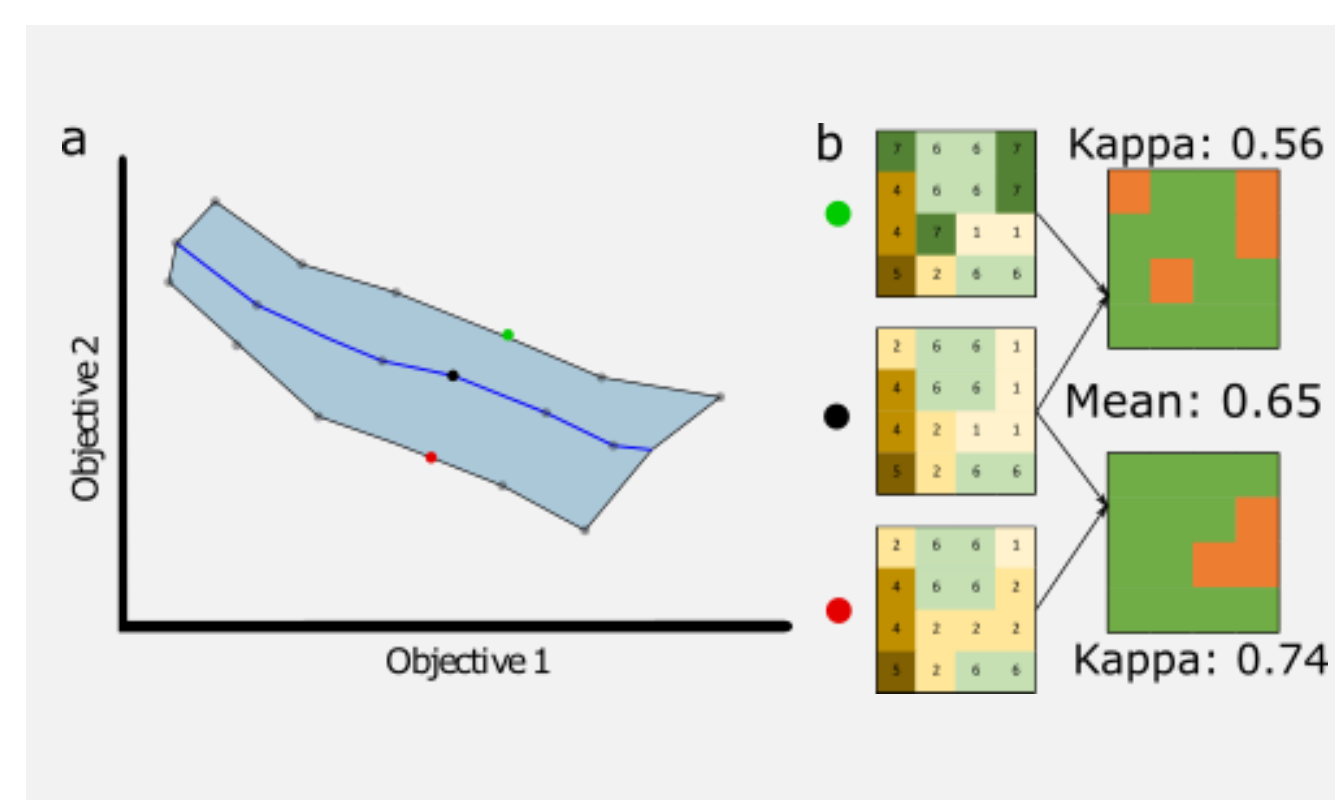 a
Objective 2
Objective 1
b
7 6 6 7
4 6 6 7
4 7 1 1
5 2 6 6
2 6 6 1
4 6 6 1
4 2 1 1
5 2 6 6
2 6 6 1
4 6 6 2
4 2 2 2
5 2 6 6
Kappa: 0.56
Mean: 0.65
Kappa: 0.74